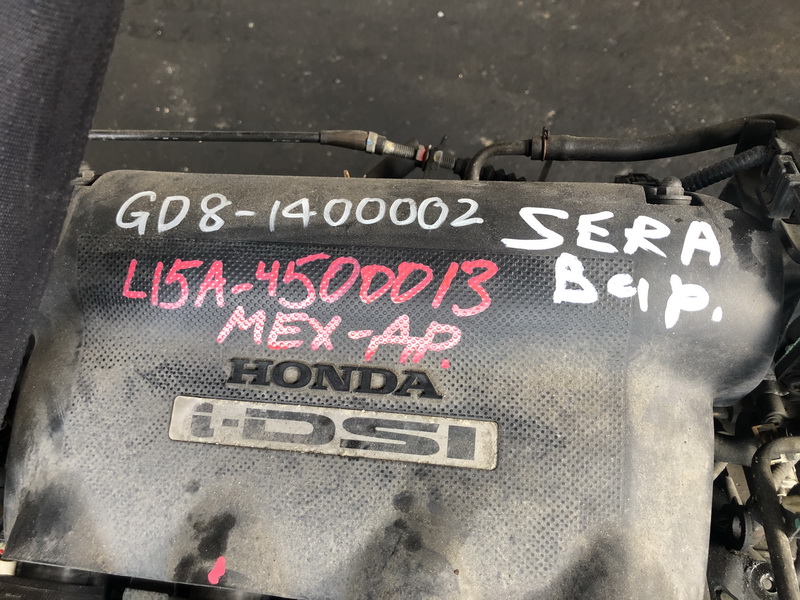 GD8-1400002
SERA
Вар.
L15A-4500013
MEX-AP.
HONDA
i-DSI